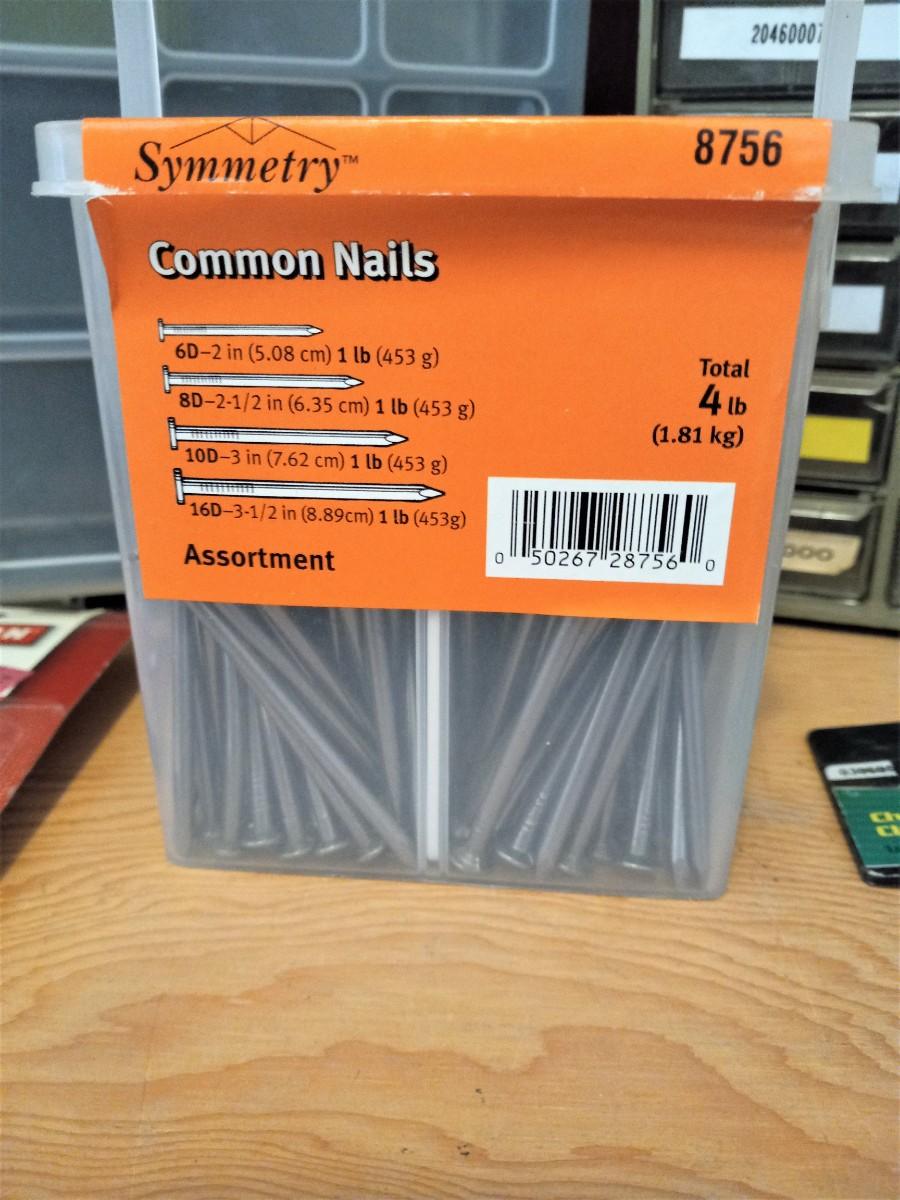 20460007
Symmetry™
8756
Common Nails
6D–2 in (5.08 cm) 1 lb (453 g)
8D–2-1/2 in (6.35 cm) 1 lb (453 g)
10D–3 in (7.62 cm) 1 lb (453 g)
16D–3-1/2 in (8.89cm) 1 lb (453g)
Assortment
Total
4 lb
(1.81 kg)
0 50267 28756 0